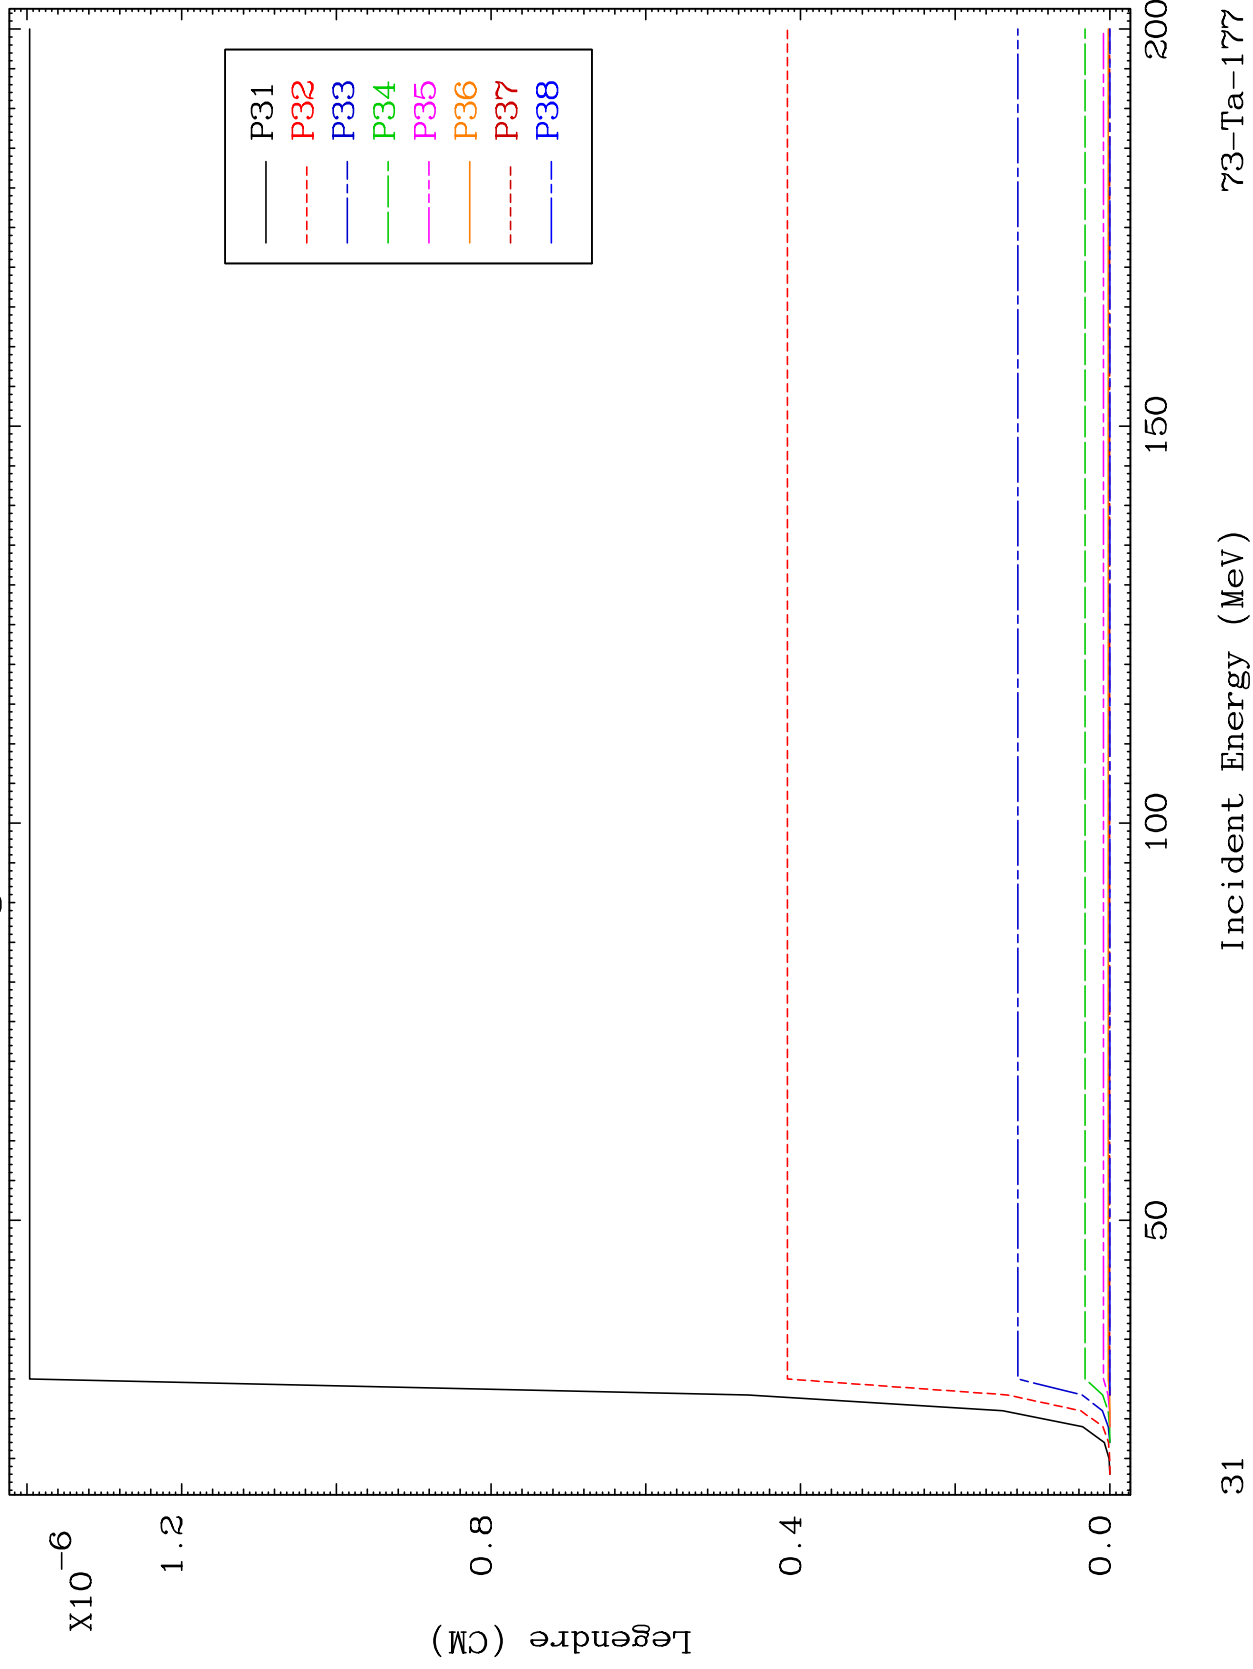 X10-6
1.2
0.8
0.4
0.0
Legendre (CM)
P31
P32
P33
P34
P35
P36
P37
P38
50
100
150
200
31
Incident Energy (MeV)
73-Ta-177